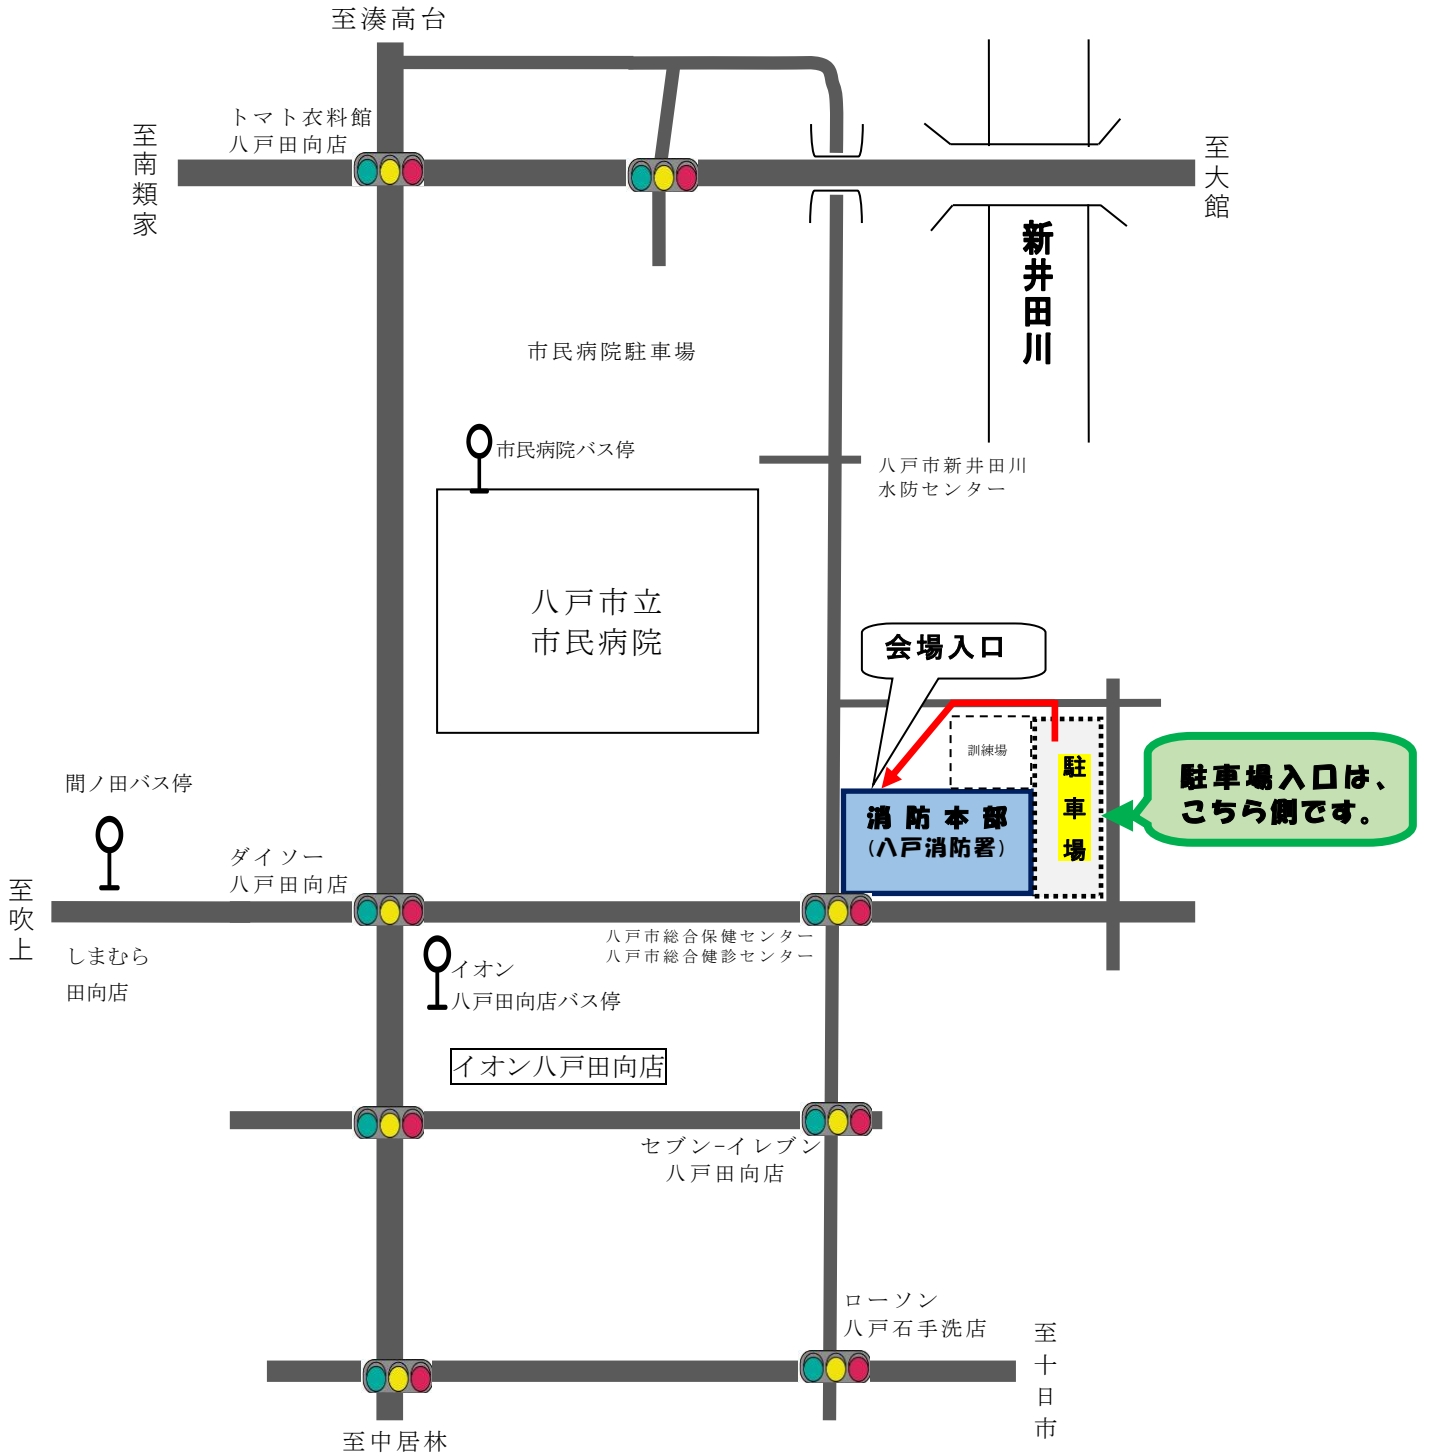 至湊高台
トマト衣料館
八戸田向店
至南類家
至大館
新井田川
市民病院駐車場
市民病院バス停
八戸市新井田川
水防センター
八戸市立
市民病院
会場入口
訓練場
駐車場
駐車場入口は、
こちら側です。
消防本部
(八戸消防署)
間ノ田バス停
ダイソー
八戸田向店
至吹上
しまむら
田向店
八戸市総合保健センター
八戸市総合健診センター
イオン
八戸田向店バス停
イオン八戸田向店
セブン-イレブン
八戸田向店
ローソン
八戸石手洗店
至十日市
至中居林